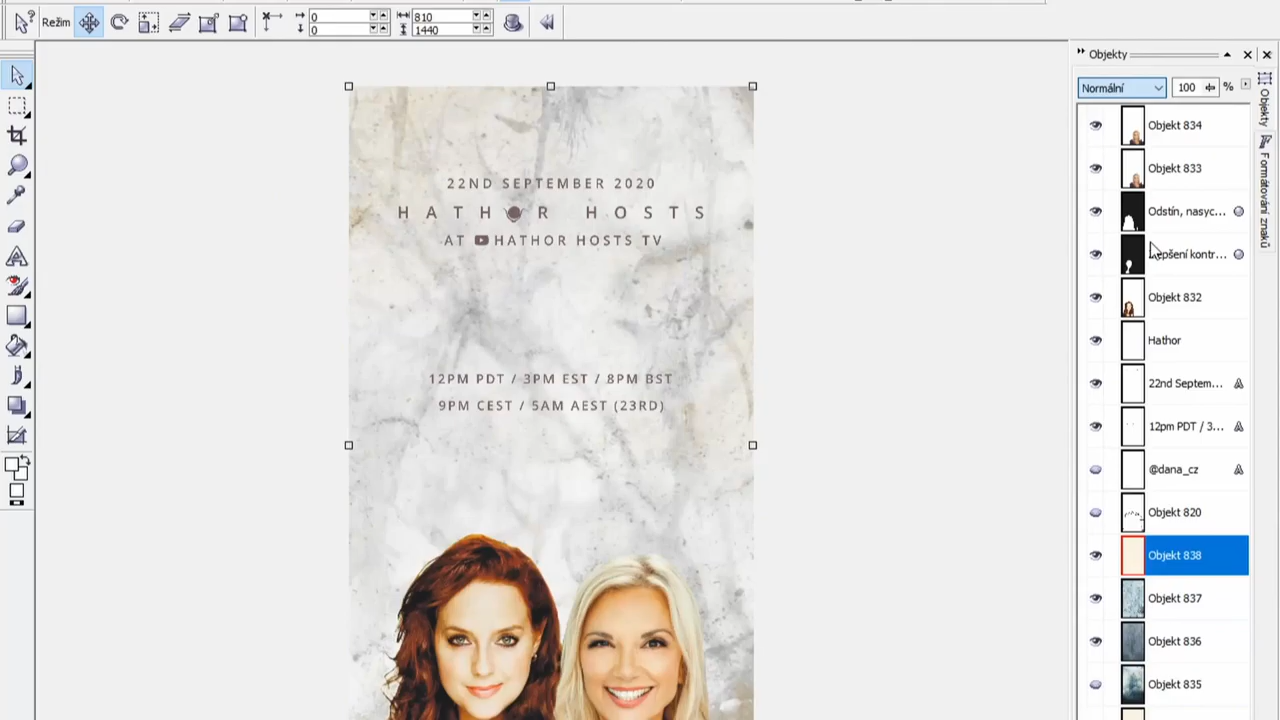 Režim
0
810
0
1440
Objekty
Normální
100
%
Objekt 834
Objekt 833
Odstín, nasyc...
epšení kontr...
Objekt 832
Hathor
22nd Septem...
12pm PDT / 3...
@dana_cz
Objekt 820
Objekt 838
Objekt 837
Objekt 836
Objekt 835
Objekty
Formátování znaků
22ND SEPTEMBER 2020
HATHOR HOSTS
AT HATHOR HOSTS TV
12PM PDT / 3PM EST / 8PM BST
9PM CEST / 5AM AEST (23RD)